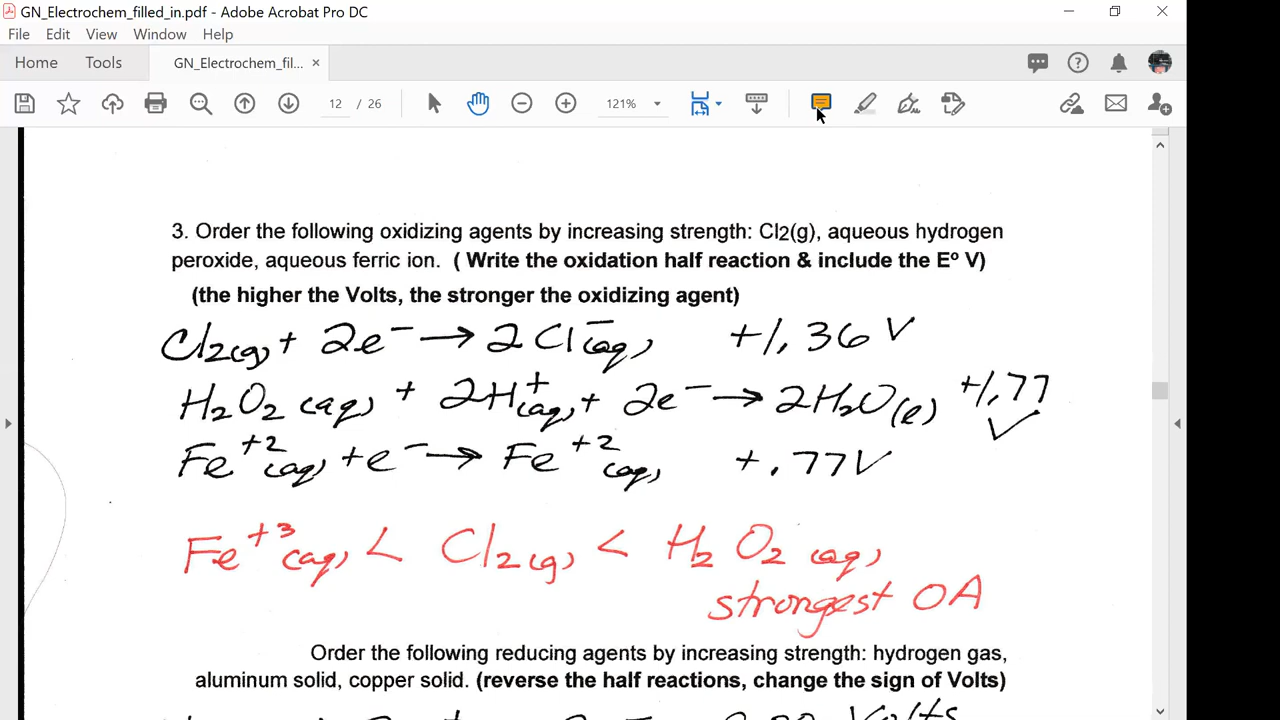 GN_Electrochem_filled_in.pdf - Adobe Acrobat Pro DC
File Edit View Window Help
Home Tools GN_Electrochem_fil... ×
12 / 26 121%
3. Order the following oxidizing agents by increasing strength: Cl2(g), aqueous hydrogen
peroxide, aqueous ferric ion. ( Write the oxidation half reaction & include the Eº V)
(the higher the Volts, the stronger the oxidizing agent)
Cl2(g) + 2e⁻ → 2Cl⁻(aq) +1.36 V
H2O2 (aq) + 2H⁺(aq) + 2e⁻ → 2H2O(l) +1.77
✓
Fe⁺²(aq) + e⁻ → Fe⁺²(aq) +.77V
Fe⁺³(aq) < Cl2(g) < H2O2 (aq)
strongest OA
Order the following reducing agents by increasing strength: hydrogen gas,
aluminum solid, copper solid. (reverse the half reactions, change the sign of Volts)
Volts